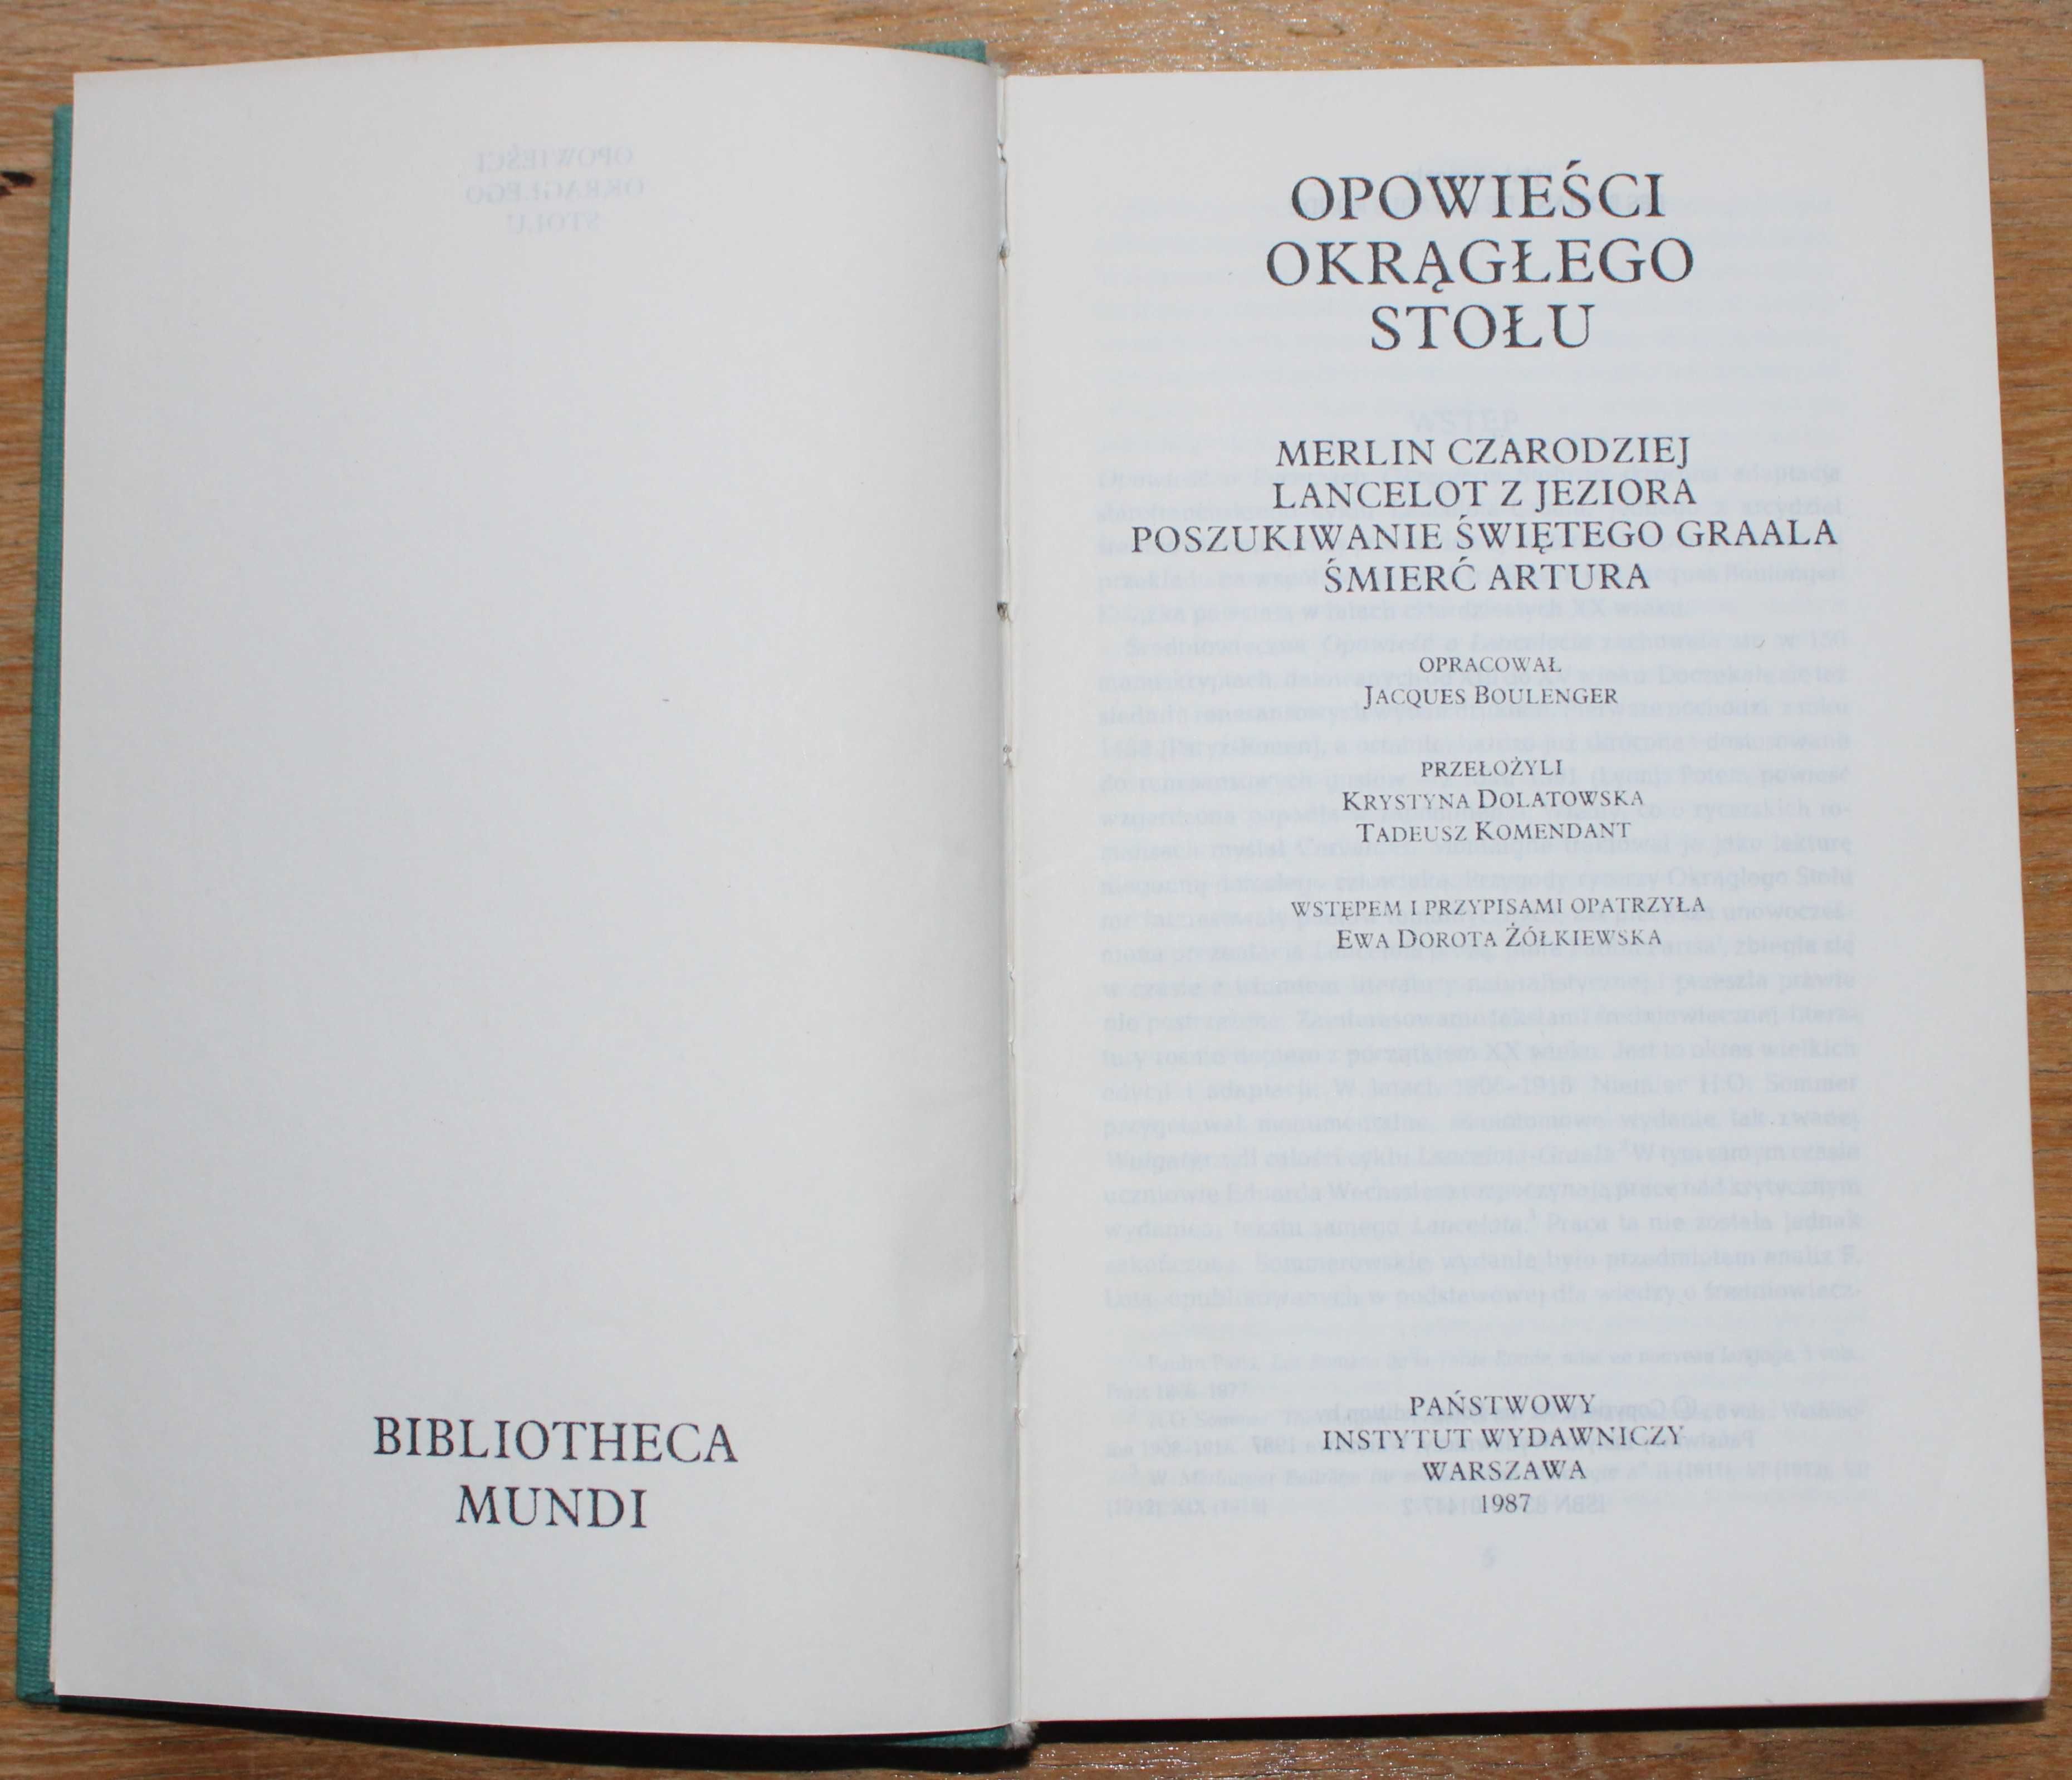 BIBLIOTHECA
MUNDI
OPOWIEŚCI
OKRĄGŁEGO
STOŁU
MERLIN CZARODZIEJ
LANCELOT Z JEZIORA
POSZUKIWANIE ŚWIĘTEGO GRAALA
ŚMIERĆ ARTURA
OPRACOWAŁ
JACQUES BOULENGER
PRZEŁOŻYLI
KRYSTYNA DOLATOWSKA
TADEUSZ KOMENDANT
WSTĘPEM I PRZYPISAMI OPATRZYŁA
EWA DOROTA ŻÓŁKIEWSKA
PAŃSTWOWY
INSTYTUT WYDAWNICZY
WARSZAWA
1987